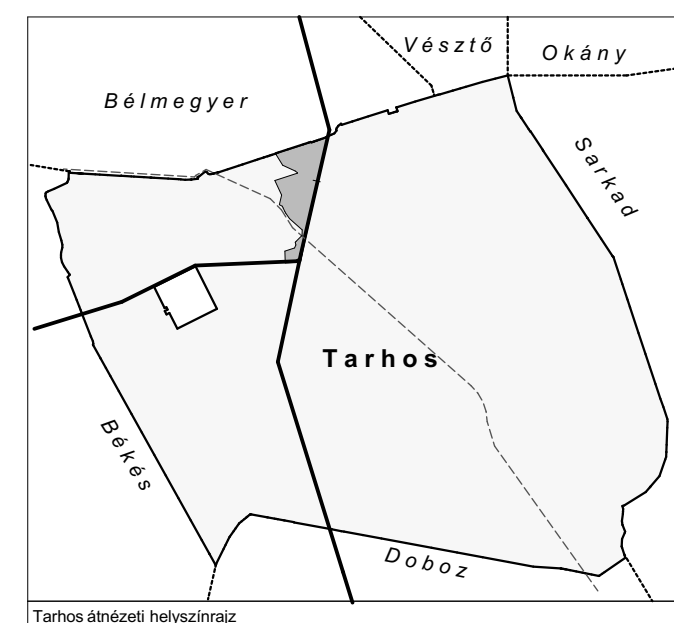 Vésztő
Okány
Bélmegyer
Sarkad
Tarhos
Békés
Doboz
Tarhos átnézeti helyszínrajz